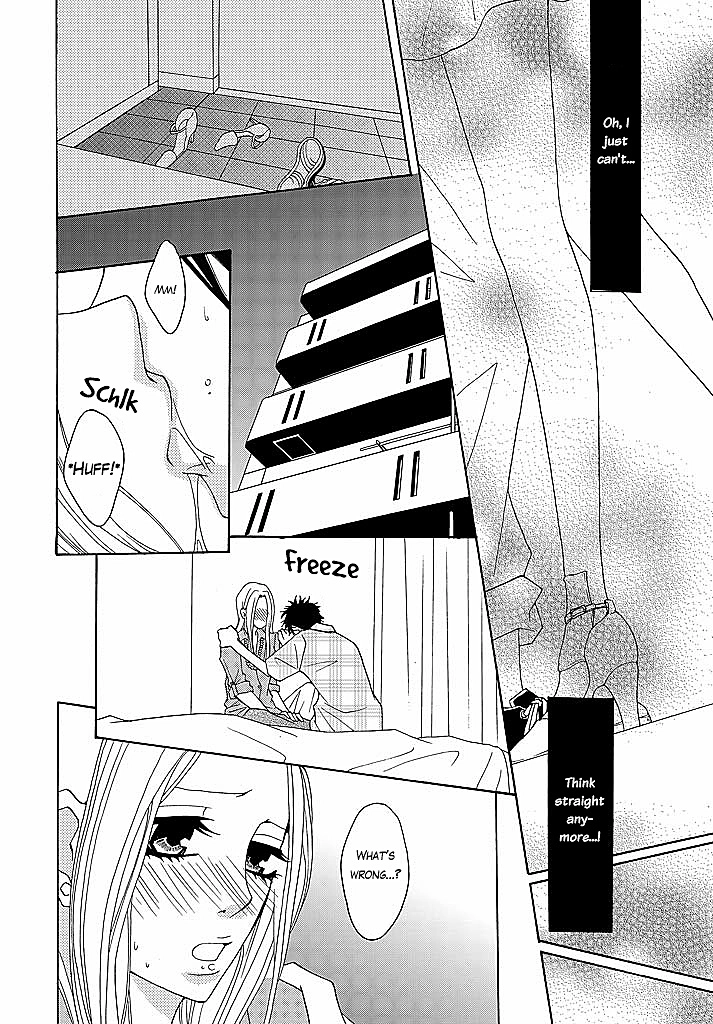 Oh, I
just
can't...
Mm!
Schlk
*Huff!*
Freeze
What's
wrong...?
Think
straight
any-
more...!